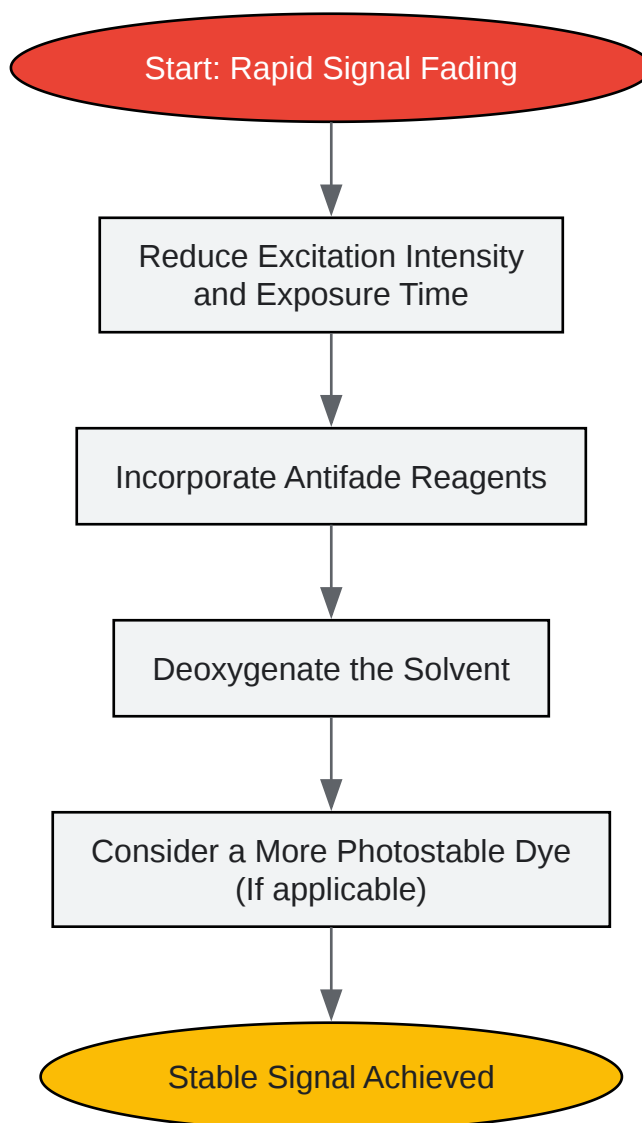 Start: Rapid Signal Fading
Reduce Excitation Intensity
and Exposure Time
Incorporate Antifade Reagents
Deoxygenate the Solvent
Consider a More Photostable Dye
(If applicable)
Stable Signal Achieved